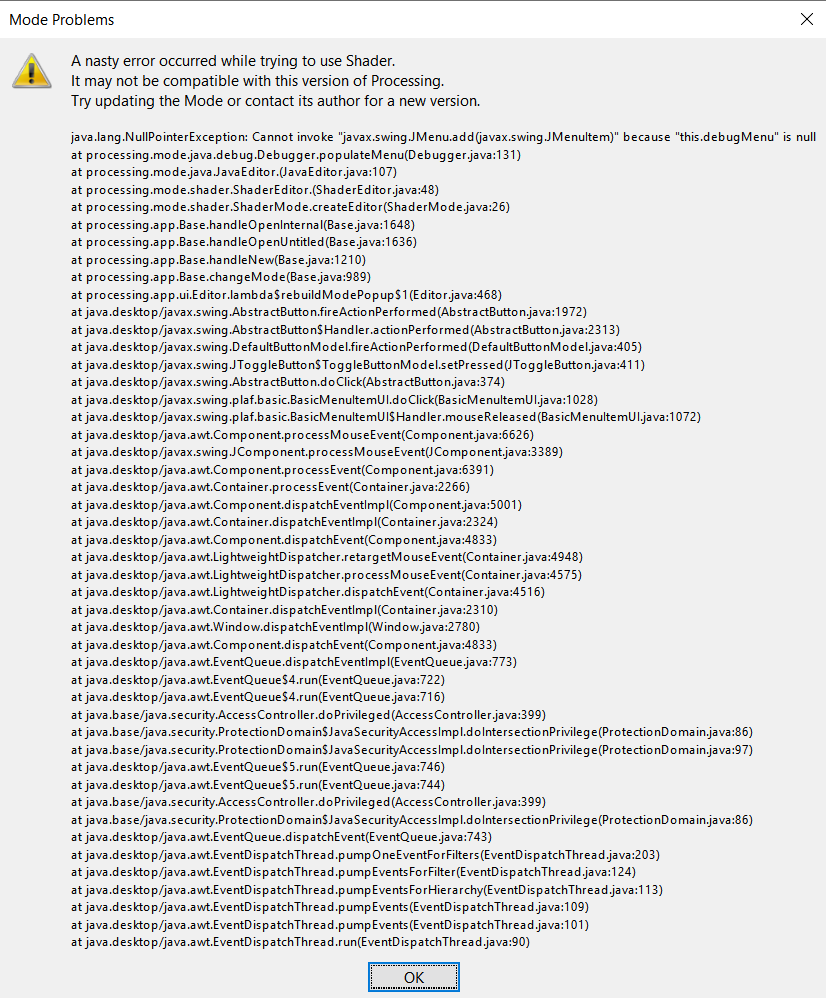 Mode Problems
A nasty error occurred while trying to use Shader.
It may not be compatible with this version of Processing.
Try updating the Mode or contact its author for a new version.
java.lang.NullPointerException: Cannot invoke "javax.swing.JMenu.add(javax.swing.JMenuItem)" because "this.debugMenu" is null
at processing.mode.java.debug.Debugger.populateMenu(Debugger.java:131)
at processing.mode.java.JavaEditor.(JavaEditor.java:107)
at processing.mode.shader.ShaderEditor.(ShaderEditor.java:48)
at processing.mode.shader.ShaderMode.createEditor(ShaderMode.java:26)
at processing.app.Base.handleOpenInternal(Base.java:1648)
at processing.app.Base.handleOpenUntitled(Base.java:1636)
at processing.app.Base.handleNew(Base.java:1210)
at processing.app.Base.changeMode(Base.java:989)
at processing.app.ui.Editor.lambda$rebuildModePopup$1(Editor.java:468)
at java.desktop/javax.swing.AbstractButton.fireActionPerformed(AbstractButton.java:1972)
at java.desktop/javax.swing.AbstractButton$Handler.actionPerformed(AbstractButton.java:2313)
at java.desktop/javax.swing.DefaultButtonModel.fireActionPerformed(DefaultButtonModel.java:405)
at java.desktop/javax.swing.JToggleButton$ToggleButtonModel.setPressed(JToggleButton.java:411)
at java.desktop/javax.swing.AbstractButton.doClick(AbstractButton.java:374)
at java.desktop/javax.swing.plaf.basic.BasicMenuItemUI.doClick(BasicMenuItemUI.java:1028)
at java.desktop/javax.swing.plaf.basic.BasicMenuItemUI$Handler.mouseReleased(BasicMenuItemUI.java:1072)
at java.desktop/java.awt.Component.processMouseEvent(Component.java:6626)
at java.desktop/javax.swing.JComponent.processMouseEvent(JComponent.java:3389)
at java.desktop/java.awt.Component.processEvent(Component.java:6391)
at java.desktop/java.awt.Container.processEvent(Container.java:2266)
at java.desktop/java.awt.Component.dispatchEventImpl(Component.java:5001)
at java.desktop/java.awt.Container.dispatchEventImpl(Container.java:2324)
at java.desktop/java.awt.Component.dispatchEvent(Component.java:4833)
at java.desktop/java.awt.LightweightDispatcher.retargetMouseEvent(Container.java:4948)
at java.desktop/java.awt.LightweightDispatcher.processMouseEvent(Container.java:4575)
at java.desktop/java.awt.LightweightDispatcher.dispatchEvent(Container.java:4516)
at java.desktop/java.awt.Container.dispatchEventImpl(Container.java:2310)
at java.desktop/java.awt.Window.dispatchEventImpl(Window.java:2780)
at java.desktop/java.awt.Component.dispatchEvent(Component.java:4833)
at java.desktop/java.awt.EventQueue.dispatchEventImpl(EventQueue.java:773)
at java.desktop/java.awt.EventQueue$4.run(EventQueue.java:722)
at java.desktop/java.awt.EventQueue$4.run(EventQueue.java:716)
at java.base/java.security.AccessController.doPrivileged(AccessController.java:399)
at java.base/java.security.ProtectionDomain$JavaSecurityAccessImpl.doIntersectionPrivilege(ProtectionDomain.java:86)
at java.base/java.security.ProtectionDomain$JavaSecurityAccessImpl.doIntersectionPrivilege(ProtectionDomain.java:97)
at java.desktop/java.awt.EventQueue$5.run(EventQueue.java:746)
at java.desktop/java.awt.EventQueue$5.run(EventQueue.java:744)
at java.base/java.security.AccessController.doPrivileged(AccessController.java:399)
at java.base/java.security.ProtectionDomain$JavaSecurityAccessImpl.doIntersectionPrivilege(ProtectionDomain.java:86)
at java.desktop/java.awt.EventQueue.dispatchEvent(EventQueue.java:743)
at java.desktop/java.awt.EventDispatchThread.pumpOneEventForFilters(EventDispatchThread.java:203)
at java.desktop/java.awt.EventDispatchThread.pumpEventsForFilter(EventDispatchThread.java:124)
at java.desktop/java.awt.EventDispatchThread.pumpEventsForHierarchy(EventDispatchThread.java:113)
at java.desktop/java.awt.EventDispatchThread.pumpEvents(EventDispatchThread.java:109)
at java.desktop/java.awt.EventDispatchThread.pumpEvents(EventDispatchThread.java:101)
at java.desktop/java.awt.EventDispatchThread.run(EventDispatchThread.java:90)
OK